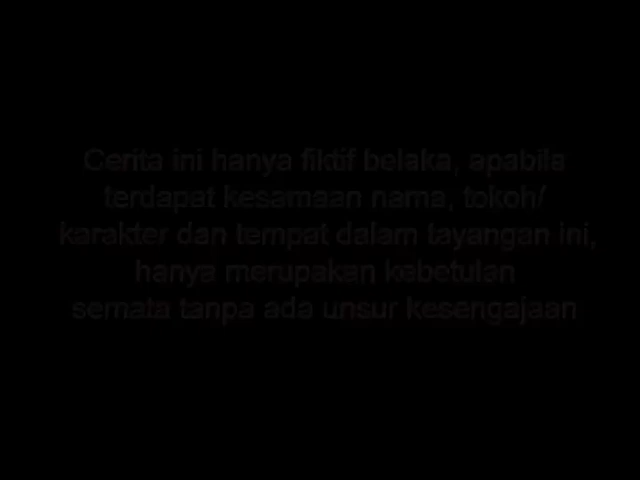 Cerita ini hanya fiktif belaka, apabila
terdapat kesamaan nama, tokoh/
karakter dan tempat dalam tayangan ini,
hanya merupakan kebetulan
semata tanpa ada unsur kesengajaan